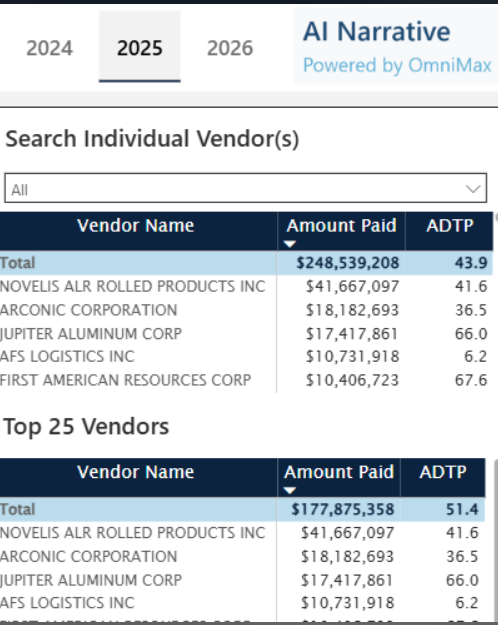 2024 2025 2026
AI Narrative
Powered by OmniMax
Search Individual Vendor(s)
All
Vendor Name Amount Paid ADTP
Total $248,539,208 43.9
NOVELIS ALR ROLLED PRODUCTS INC $41,667,097 41.6
ARCONIC CORPORATION $18,182,693 36.5
JUPITER ALUMINUM CORP $17,417,861 66.0
AFS LOGISTICS INC $10,731,918 6.2
FIRST AMERICAN RESOURCES CORP $10,406,723 67.6
Top 25 Vendors
Vendor Name Amount Paid ADTP
Total $177,875,358 51.4
NOVELIS ALR ROLLED PRODUCTS INC $41,667,097 41.6
ARCONIC CORPORATION $18,182,693 36.5
JUPITER ALUMINUM CORP $17,417,861 66.0
AFS LOGISTICS INC $10,731,918 6.2